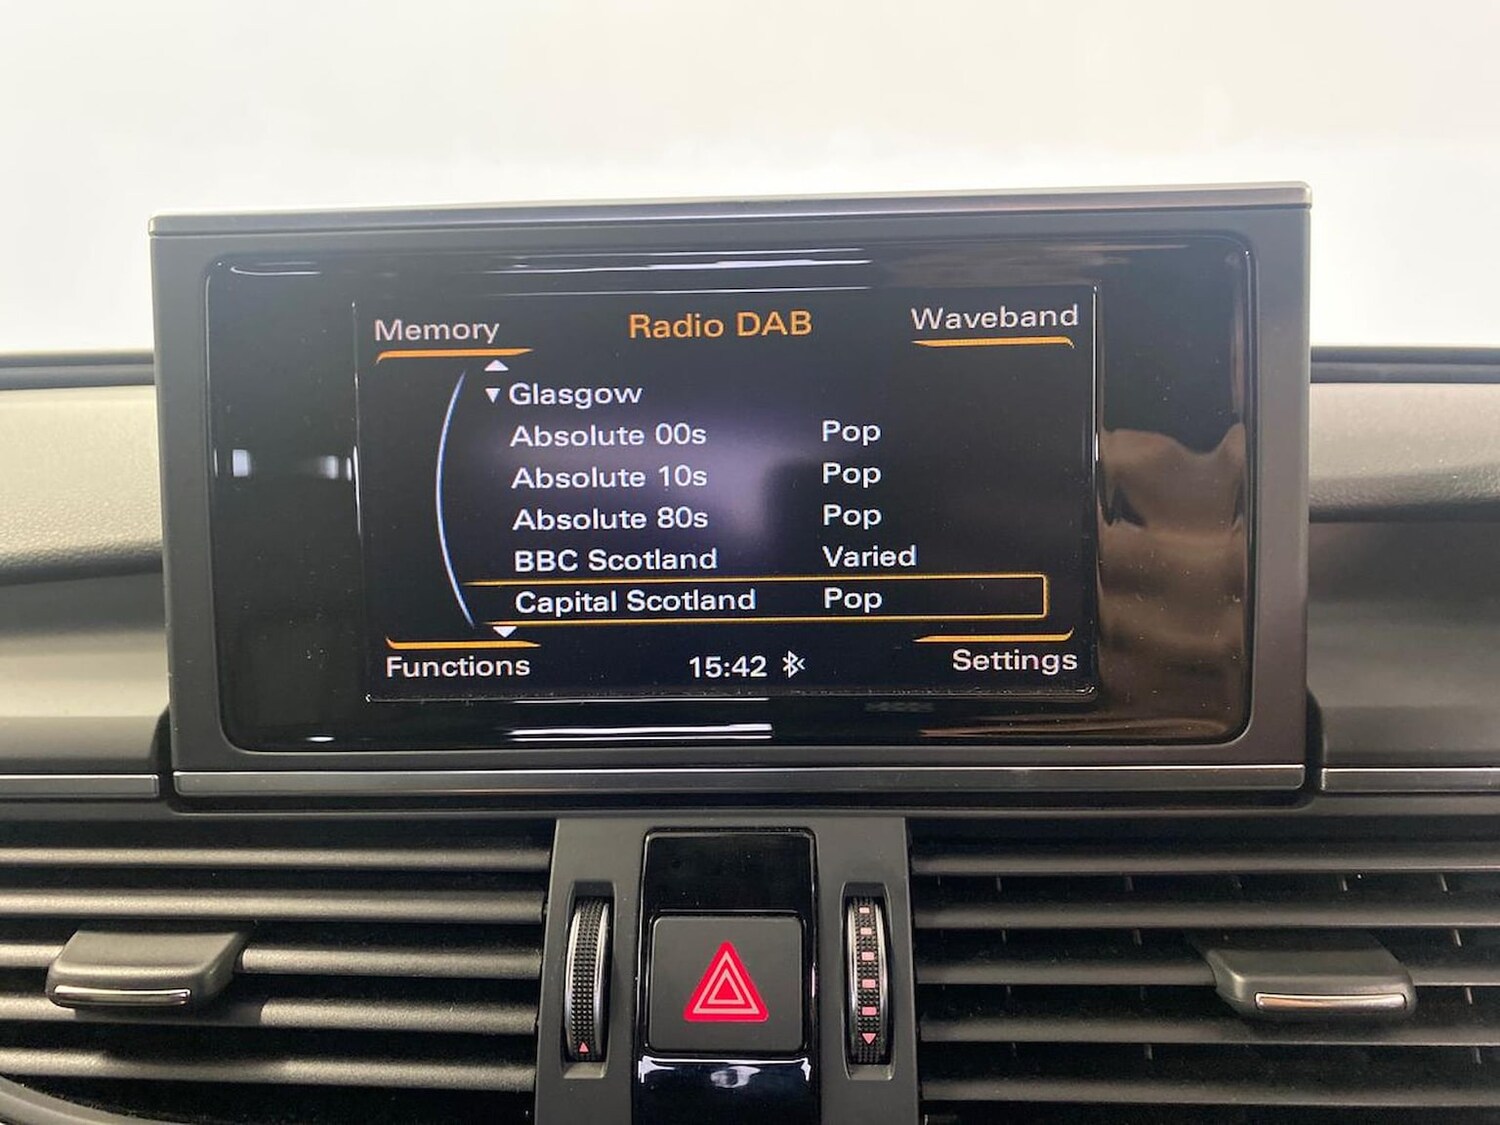 Memory Radio DAB Waveband
Glasgow
Absolute 00s Pop
Absolute 10s Pop
Absolute 80s Pop
BBC Scotland Varied
Capital Scotland Pop
Functions 15:42 Settings